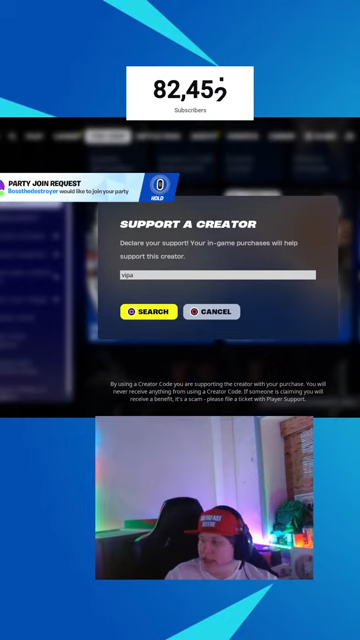 Subscribers
PARTY JOIN REQUEST
Bossthedestroyer would like to join your party
HOLD
SUPPORT A CREATOR
Declare your support! Your in-game purchases will help
support this creator.
vipa
SEARCH
CANCEL
By using a Creator Code you are supporting the creator with your purchase. You will
never receive anything from using a Creator Code. If someone is claiming you will
receive a benefit, it's a scam - please file a ticket with Player Support.